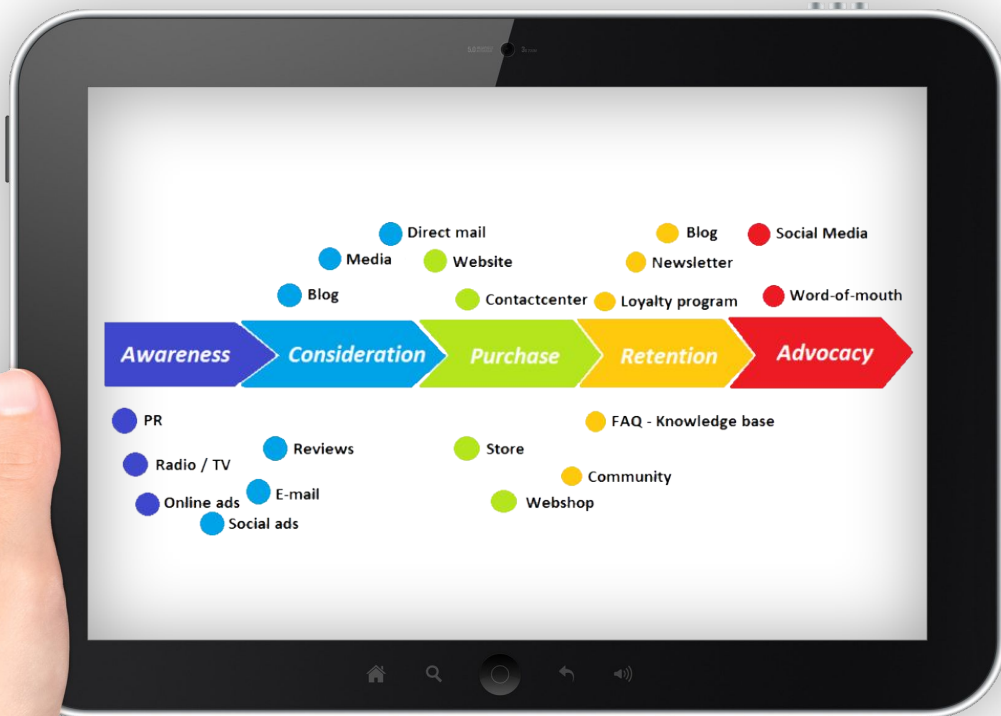 Direct mail
Blog
Social Media
Media
Website
Newsletter
Blog
Contactcenter
Loyalty program
Word-of-mouth
Awareness
Consideration
Purchase
Retention
Advocacy
PR
FAQ - Knowledge base
Reviews
Store
Radio / TV
Community
E-mail
Online ads
Webshop
Social ads